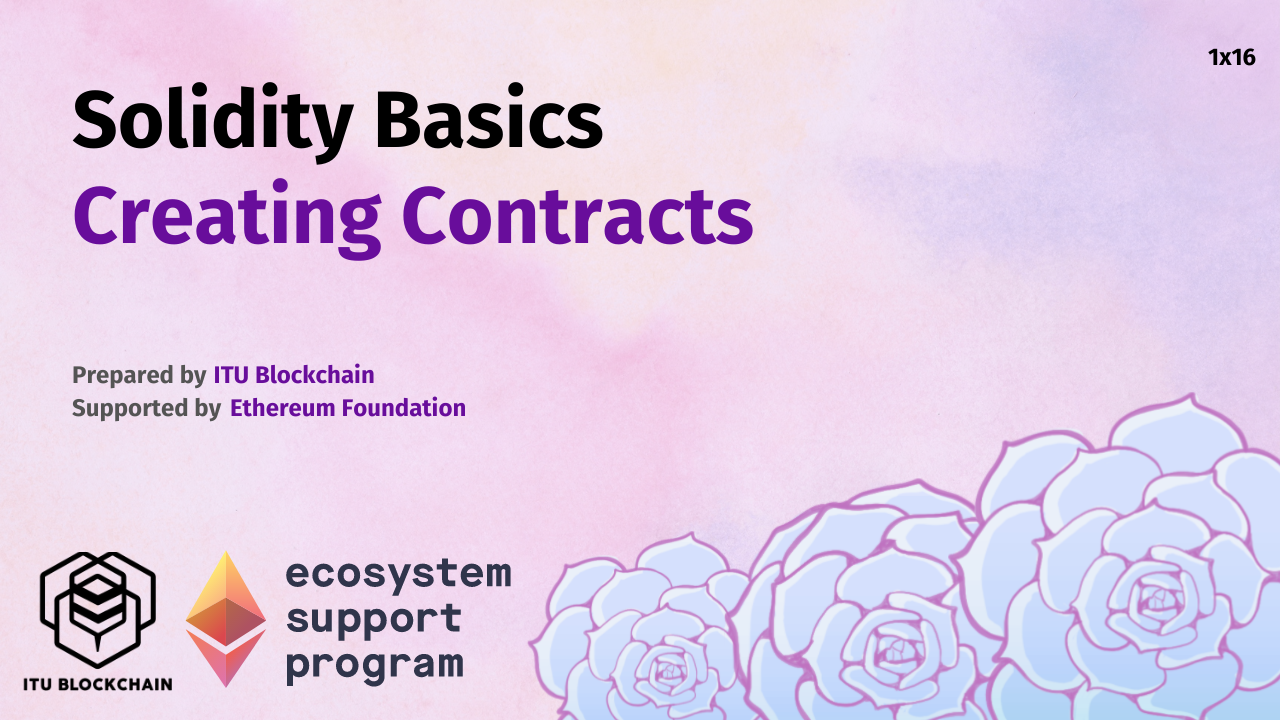 1x16
Solidity Basics
Creating Contracts
Prepared by ITU Blockchain
Supported by Ethereum Foundation
ITU BLOCKCHAIN
ecosystem
support
program